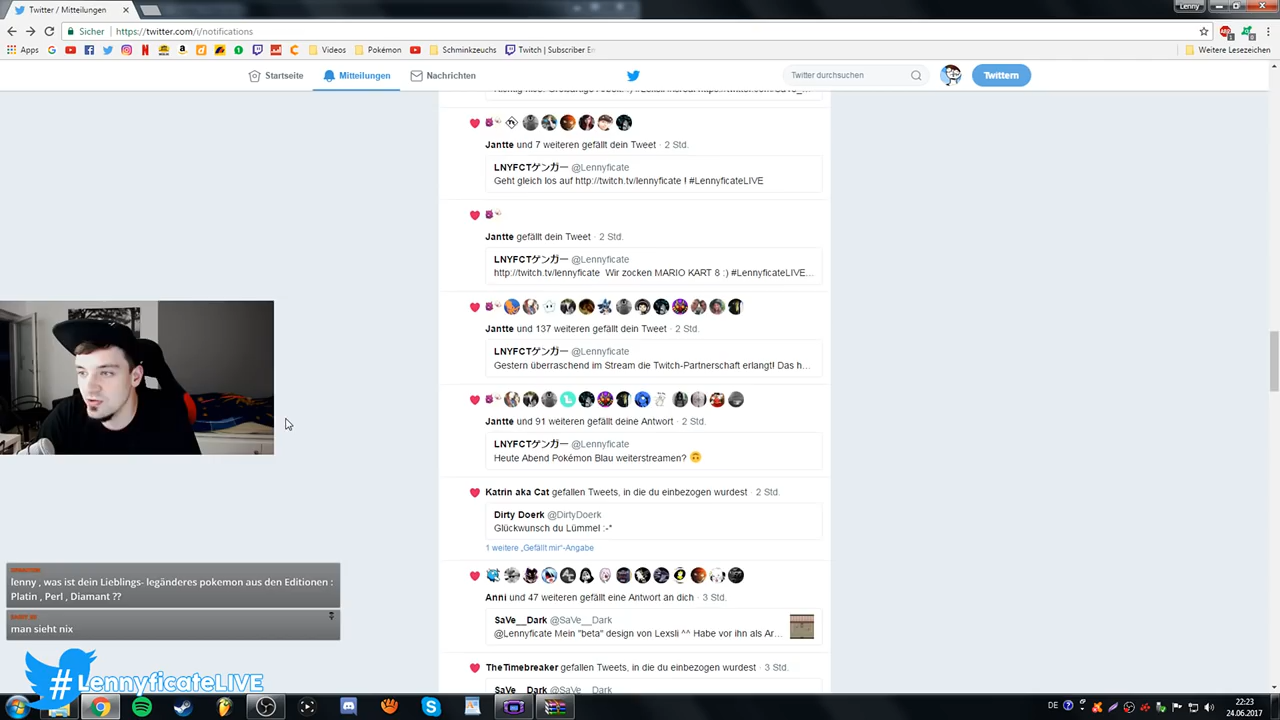 Twitter / Mitteilungen
Lenny
Sicher | https://twitter.com/i/notifications
Apps
Videos
Pokémon
Schminkzeuchs
Twitch | Subscriber E
Weitere Lesezeichen
Startseite
Mitteilungen
Nachrichten
Twitter durchsuchen
Twittern
Jantte und 7 weiteren gefällt dein Tweet · 2 Std.
LNYFCTゲンガー @Lennyficate
Geht gleich los auf http://twitch.tv/lennyficate ! #LennyficateLIVE
Jantte gefällt dein Tweet · 2 Std.
LNYFCTゲンガー @Lennyficate
http://twitch.tv/lennyficate Wir zocken MARIO KART 8 :) #LennyficateLIVE...
Jantte und 137 weiteren gefällt dein Tweet · 2 Std.
LNYFCTゲンガー @Lennyficate
Gestern überraschend im Stream die Twitch-Partnerschaft erlangt! Das h...
Jantte und 91 weiteren gefällt deine Antwort · 2 Std.
LNYFCTゲンガー @Lennyficate
Heute Abend Pokémon Blau weiterstreamen? 🙃
Katrin aka Cat gefallen Tweets, in die du einbezogen wurdest · 2 Std.
Dirty Doerk @DirtyDoerk
Glückwunsch du Lümmel :-*
1 weitere „Gefällt mir"-Angabe
Anni und 47 weiteren gefällt eine Antwort an dich · 3 Std.
SaVe__Dark @SaVe__Dark
@Lennyficate Mein "beta" design von Lexsli ^^ Habe vor ihn als Ar...
TheTimebreaker gefallen Tweets, in die du einbezogen wurdest · 3 Std.
SaVe__Dark @SaVe__Dark
lenny , was ist dein Lieblings- legänderes pokemon aus den Editionen :
Platin , Perl , Diamant ??
man sieht nix
#LennyficateLIVE
DE
22:23
24.06.2017